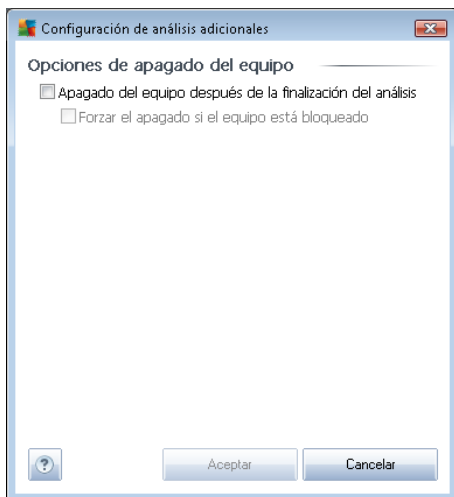 Configuración de análisis adicionales
Opciones de apagado del equipo
Apagado del equipo después de la finalización del análisis
Forzar el apagado si el equipo está bloqueado
?
Aceptar
Cancelar